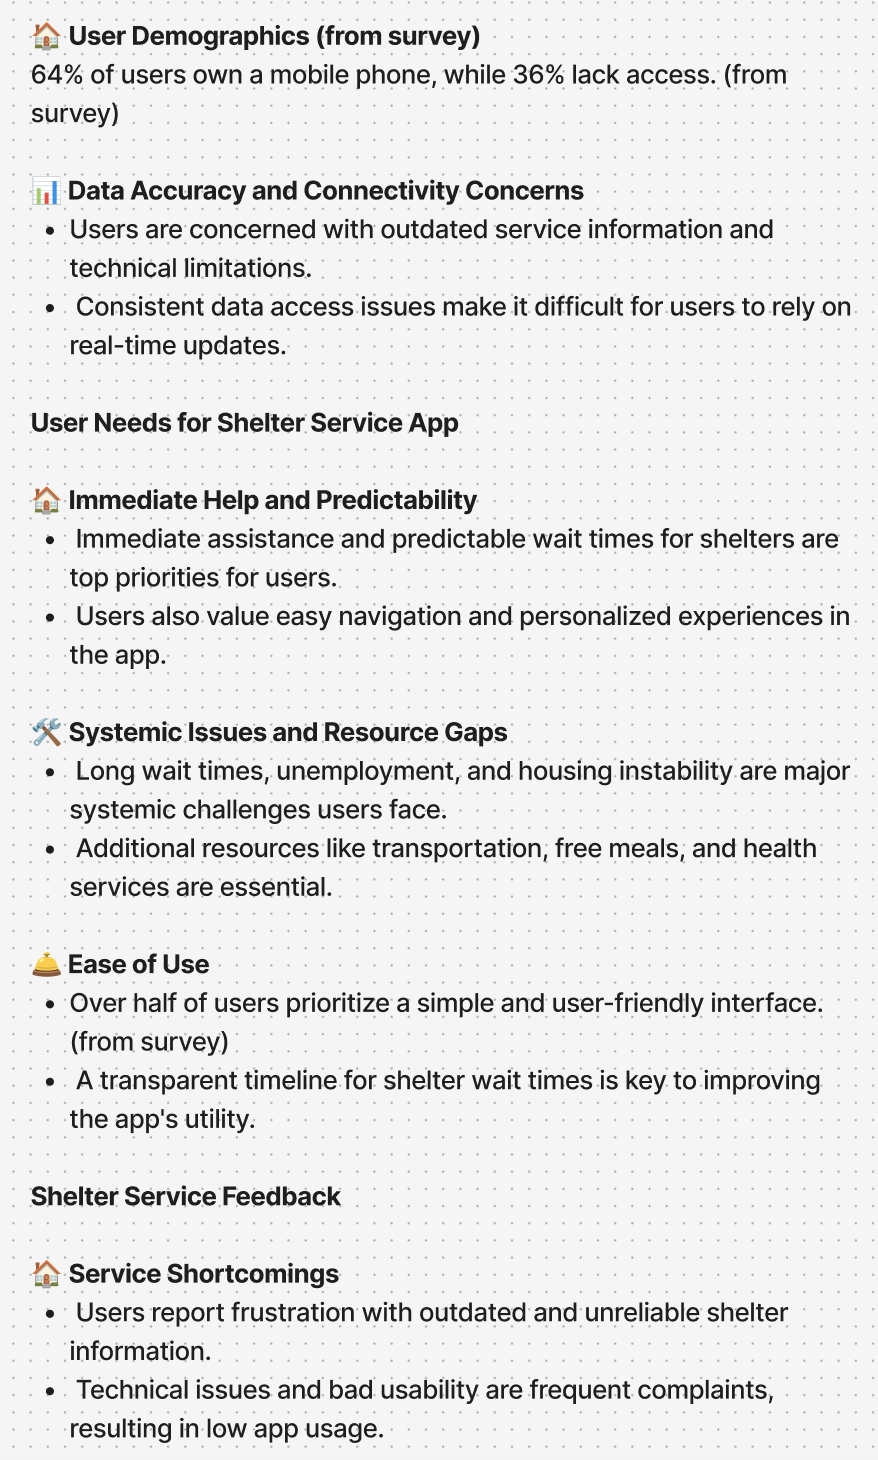 🏠 User Demographics (from survey)
64% of users own a mobile phone, while 36% lack access. (from
survey)
📊 Data Accuracy and Connectivity Concerns
• Users are concerned with outdated service information and
technical limitations.
• Consistent data access issues make it difficult for users to rely on
real-time updates.
User Needs for Shelter Service App
🏠 Immediate Help and Predictability
• Immediate assistance and predictable wait times for shelters are
top priorities for users.
• Users also value easy navigation and personalized experiences in
the app.
🛠️ Systemic Issues and Resource Gaps
• Long wait times, unemployment, and housing instability are major
systemic challenges users face.
• Additional resources like transportation, free meals, and health
services are essential.
🛎️ Ease of Use
• Over half of users prioritize a simple and user-friendly interface.
(from survey)
• A transparent timeline for shelter wait times is key to improving
the app's utility.
Shelter Service Feedback
🏠 Service Shortcomings
• Users report frustration with outdated and unreliable shelter
information.
• Technical issues and bad usability are frequent complaints,
resulting in low app usage.